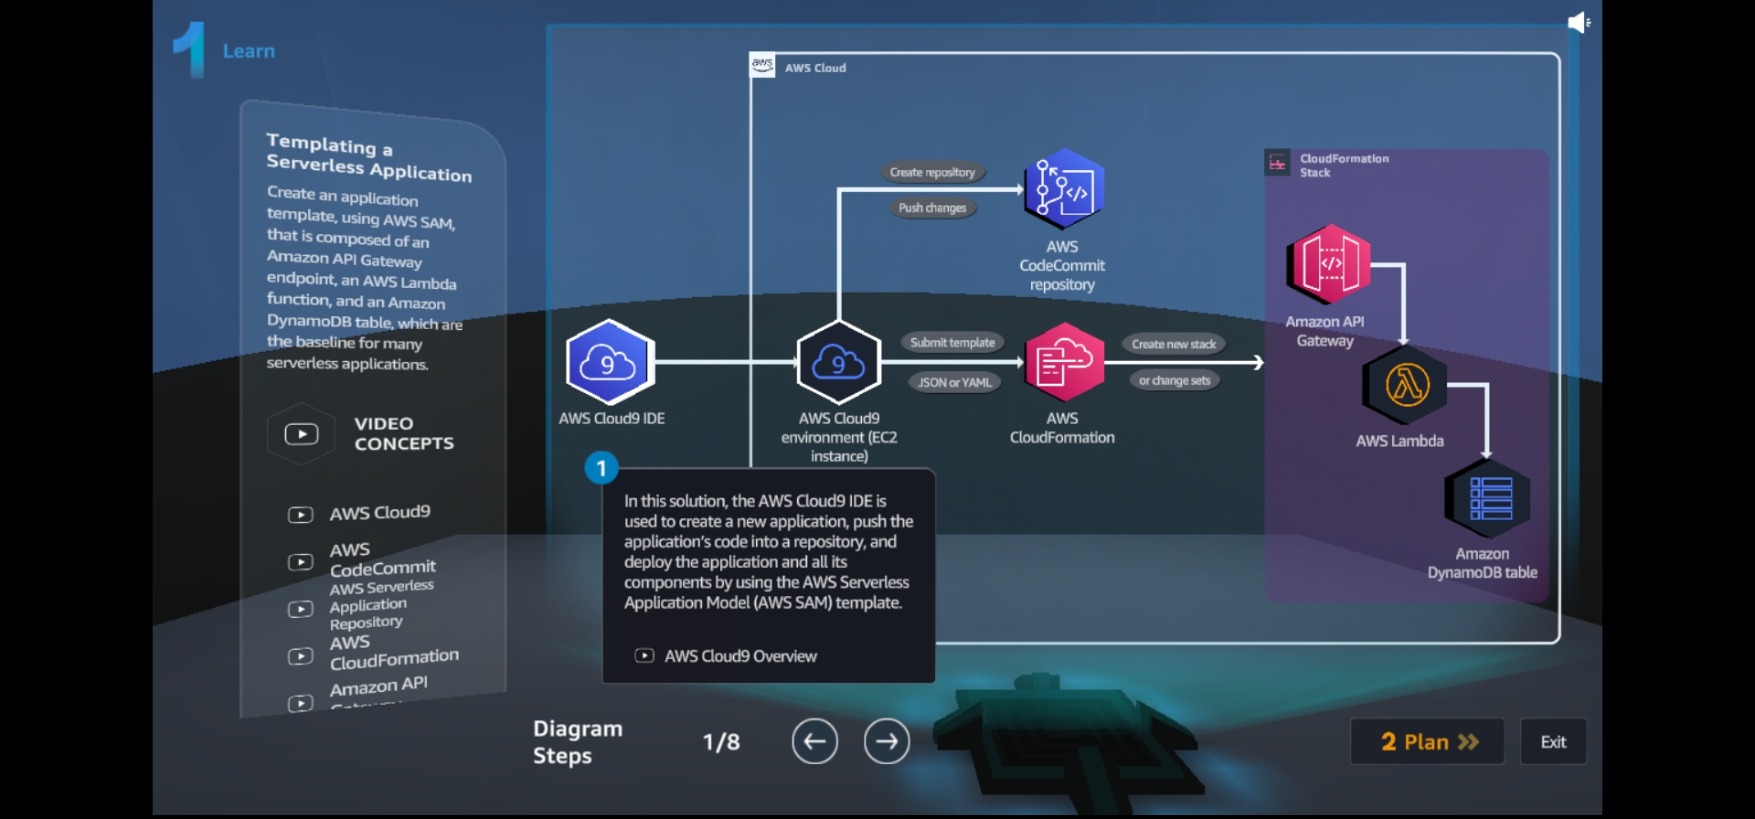 1 Learn
Templating a
Serverless Application
Create an application
template, using AWS SAM,
that is composed of an
Amazon API Gateway
endpoint, an AWS Lambda
function, and an Amazon
DynamoDB table, which are
the baseline for many
serverless applications.
VIDEO
CONCEPTS
AWS Cloud9
AWS
CodeCommit
AWS Serverless
Application
Repository
AWS
CloudFormation
Amazon API
aws
AWS Cloud
Create repository
Push changes
AWS
CodeCommit
repository
9
AWS Cloud9 IDE
9
AWS Cloud9
environment (EC2
instance)
Submit template
JSON or YAML
AWS
CloudFormation
Create new stack
or change sets
CloudFormation
Stack
Amazon API
Gateway
AWS Lambda
Amazon
DynamoDB table
1
In this solution, the AWS Cloud9 IDE is
used to create a new application, push the
application's code into a repository, and
deploy the application and all its
components by using the AWS Serverless
Application Model (AWS SAM) template.
AWS Cloud9 Overview
Diagram
Steps
1/8
2 Plan
Exit